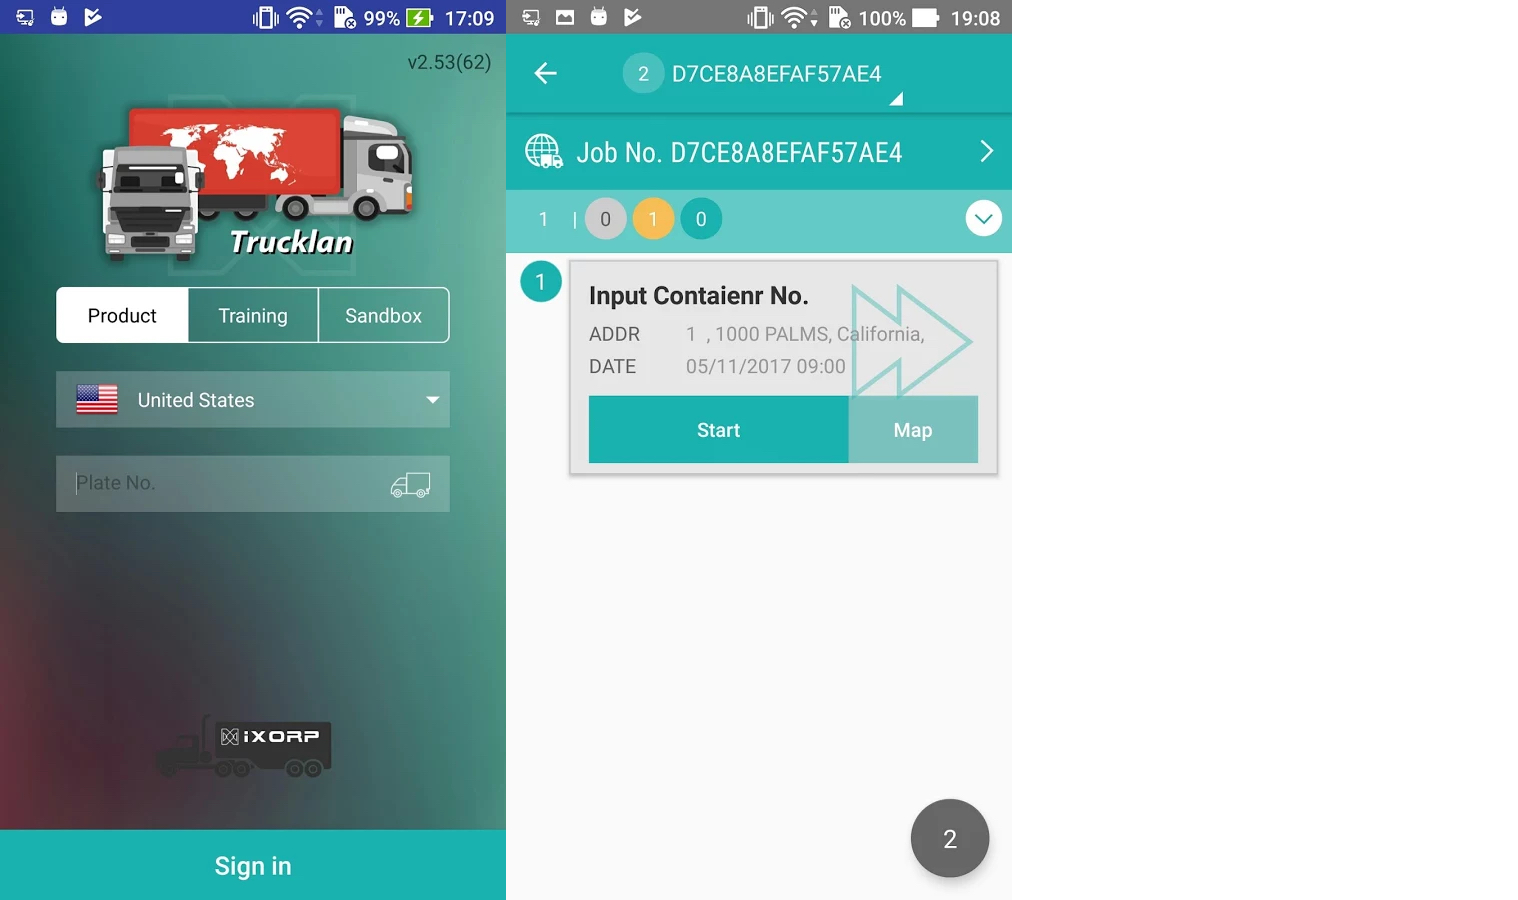 99% 17:09
v2.53(62)
Trucklan
Product Training Sandbox
United States
Plate No.
iXORP
Sign in
100% 19:08
2 D7CE8A8EFAF57AE4
Job No. D7CE8A8EFAF57AE4
1 | 0 1 0
1
Input Contaienr No.
ADDR 1 , 1000 PALMS, California,
DATE 05/11/2017 09:00
Start Map
2